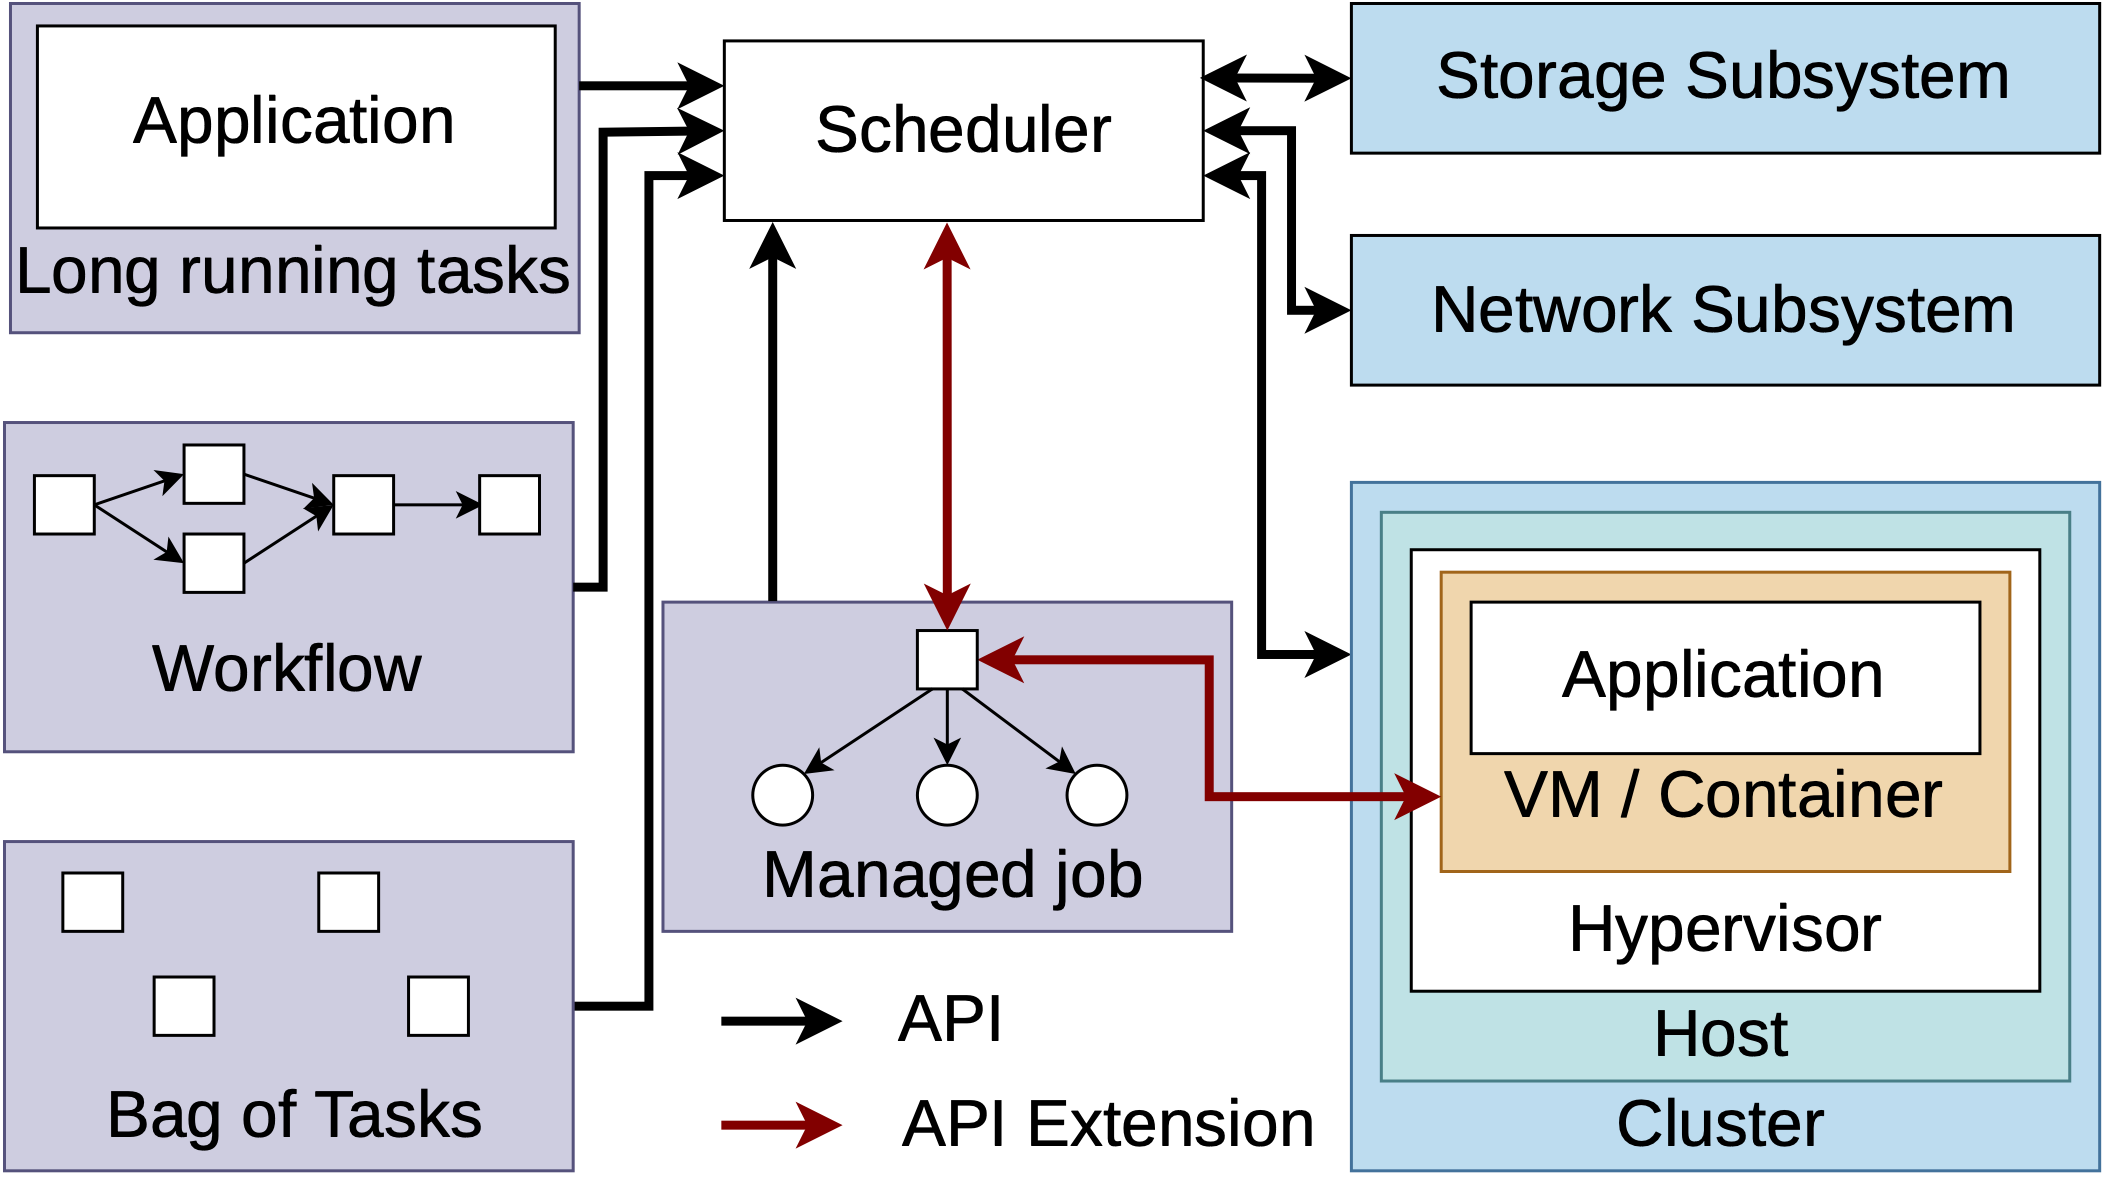 Application
Long running tasks
Scheduler
Storage Subsystem
Network Subsystem
Workflow
Managed job
Bag of Tasks
API
API Extension
Application
VM / Container
Hypervisor
Host
Cluster